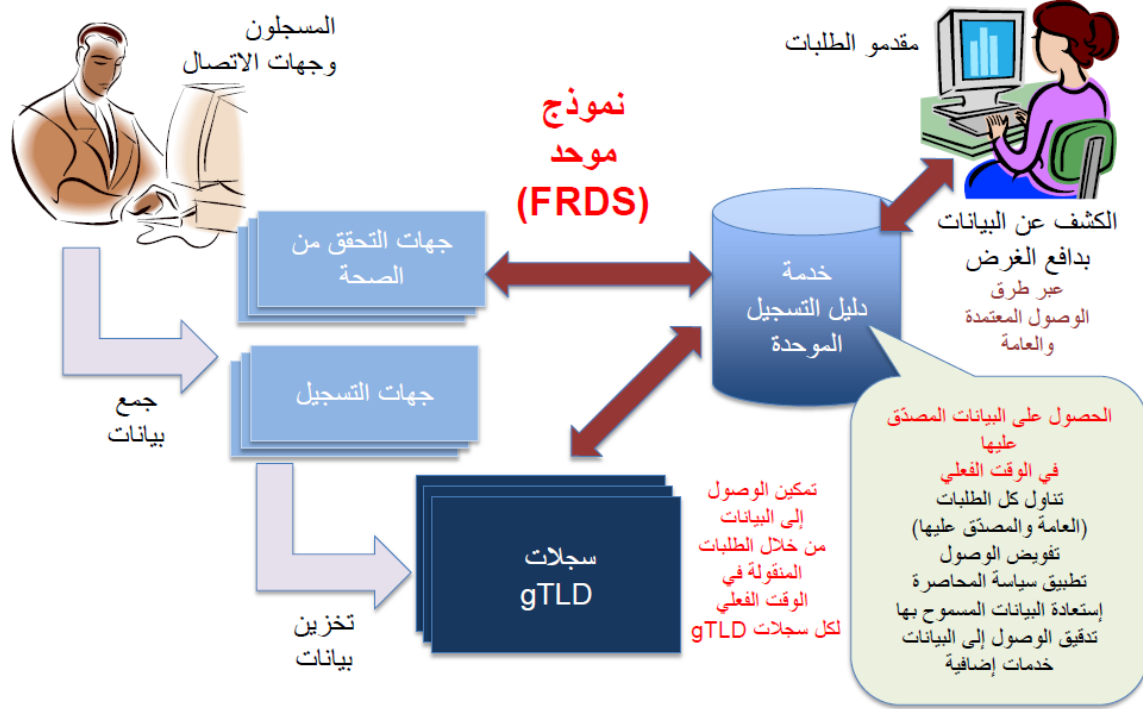 المسجلون
وجهات الاتصال
نموذج
موحد
(FRDS)
مقدمو الطلبات
جهات التحقق من
الصحة
خدمة
دليل التسجيل
الموحدة
الكشف عن البيانات
بدافع الغرض
عبر طرق
الوصول المعتمدة
والعامة
جهات التسجيل
جمع
بيانات
سجلات
gTLD
تخزين
بيانات
تمكين الوصول
إلى البيانات
من خلال الطلبات
المنقولة في
الوقت الفعلي
لكل سجلات gTLD
الحصول على البيانات المصدّق
عليها
في الوقت الفعلي
تناول كل الطلبات
(العامة والمصدّق عليها)
تفويض الوصول
تطبيق سياسة المحاصرة
إستعادة البيانات المسموح بها
تدقيق الوصول إلى البيانات
خدمات إضافية